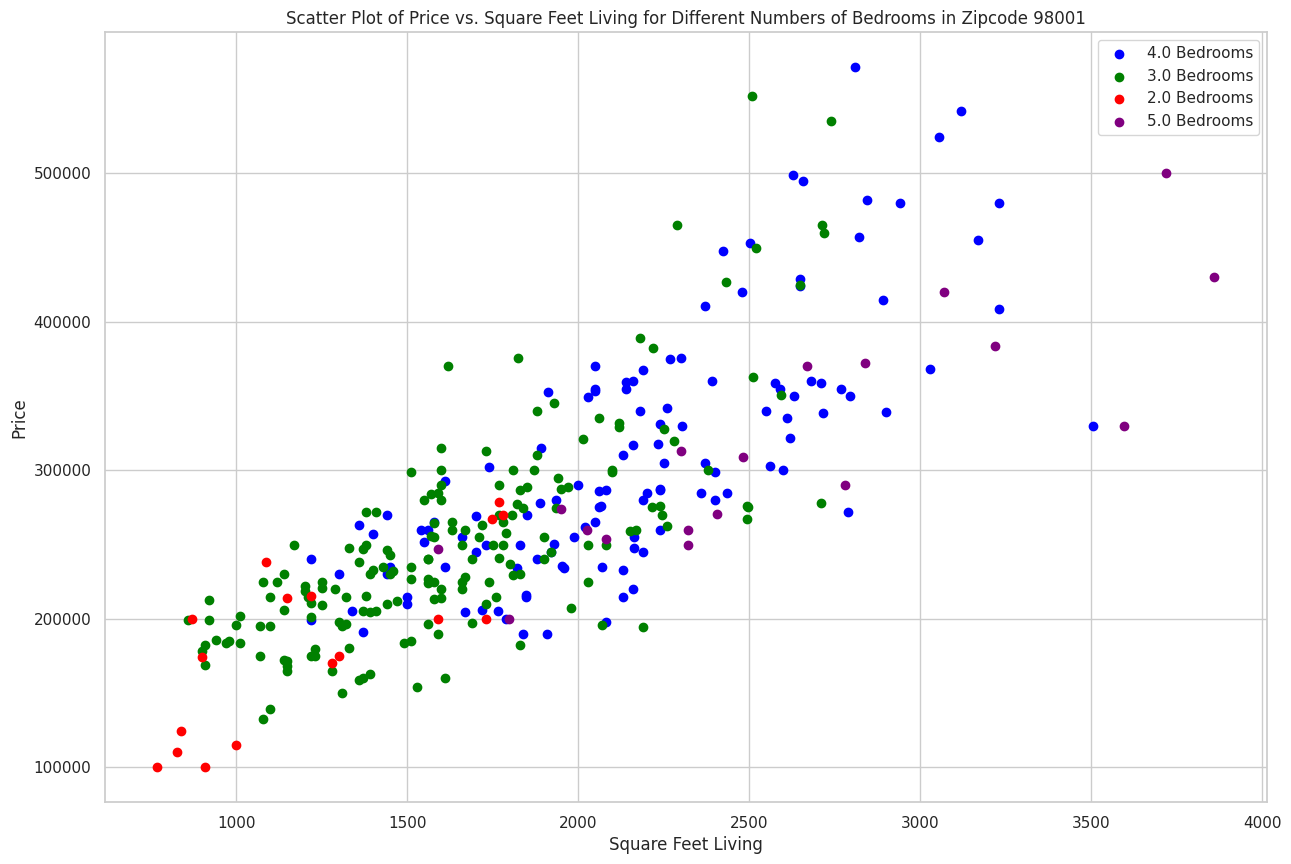 Scatter Plot of Price vs. Square Feet Living for Different Numbers of Bedrooms in Zipcode 98001
4.0 Bedrooms
3.0 Bedrooms
2.0 Bedrooms
5.0 Bedrooms
500000
400000
300000
200000
100000
Price
1000 1500 2000 2500 3000 3500 4000
Square Feet Living